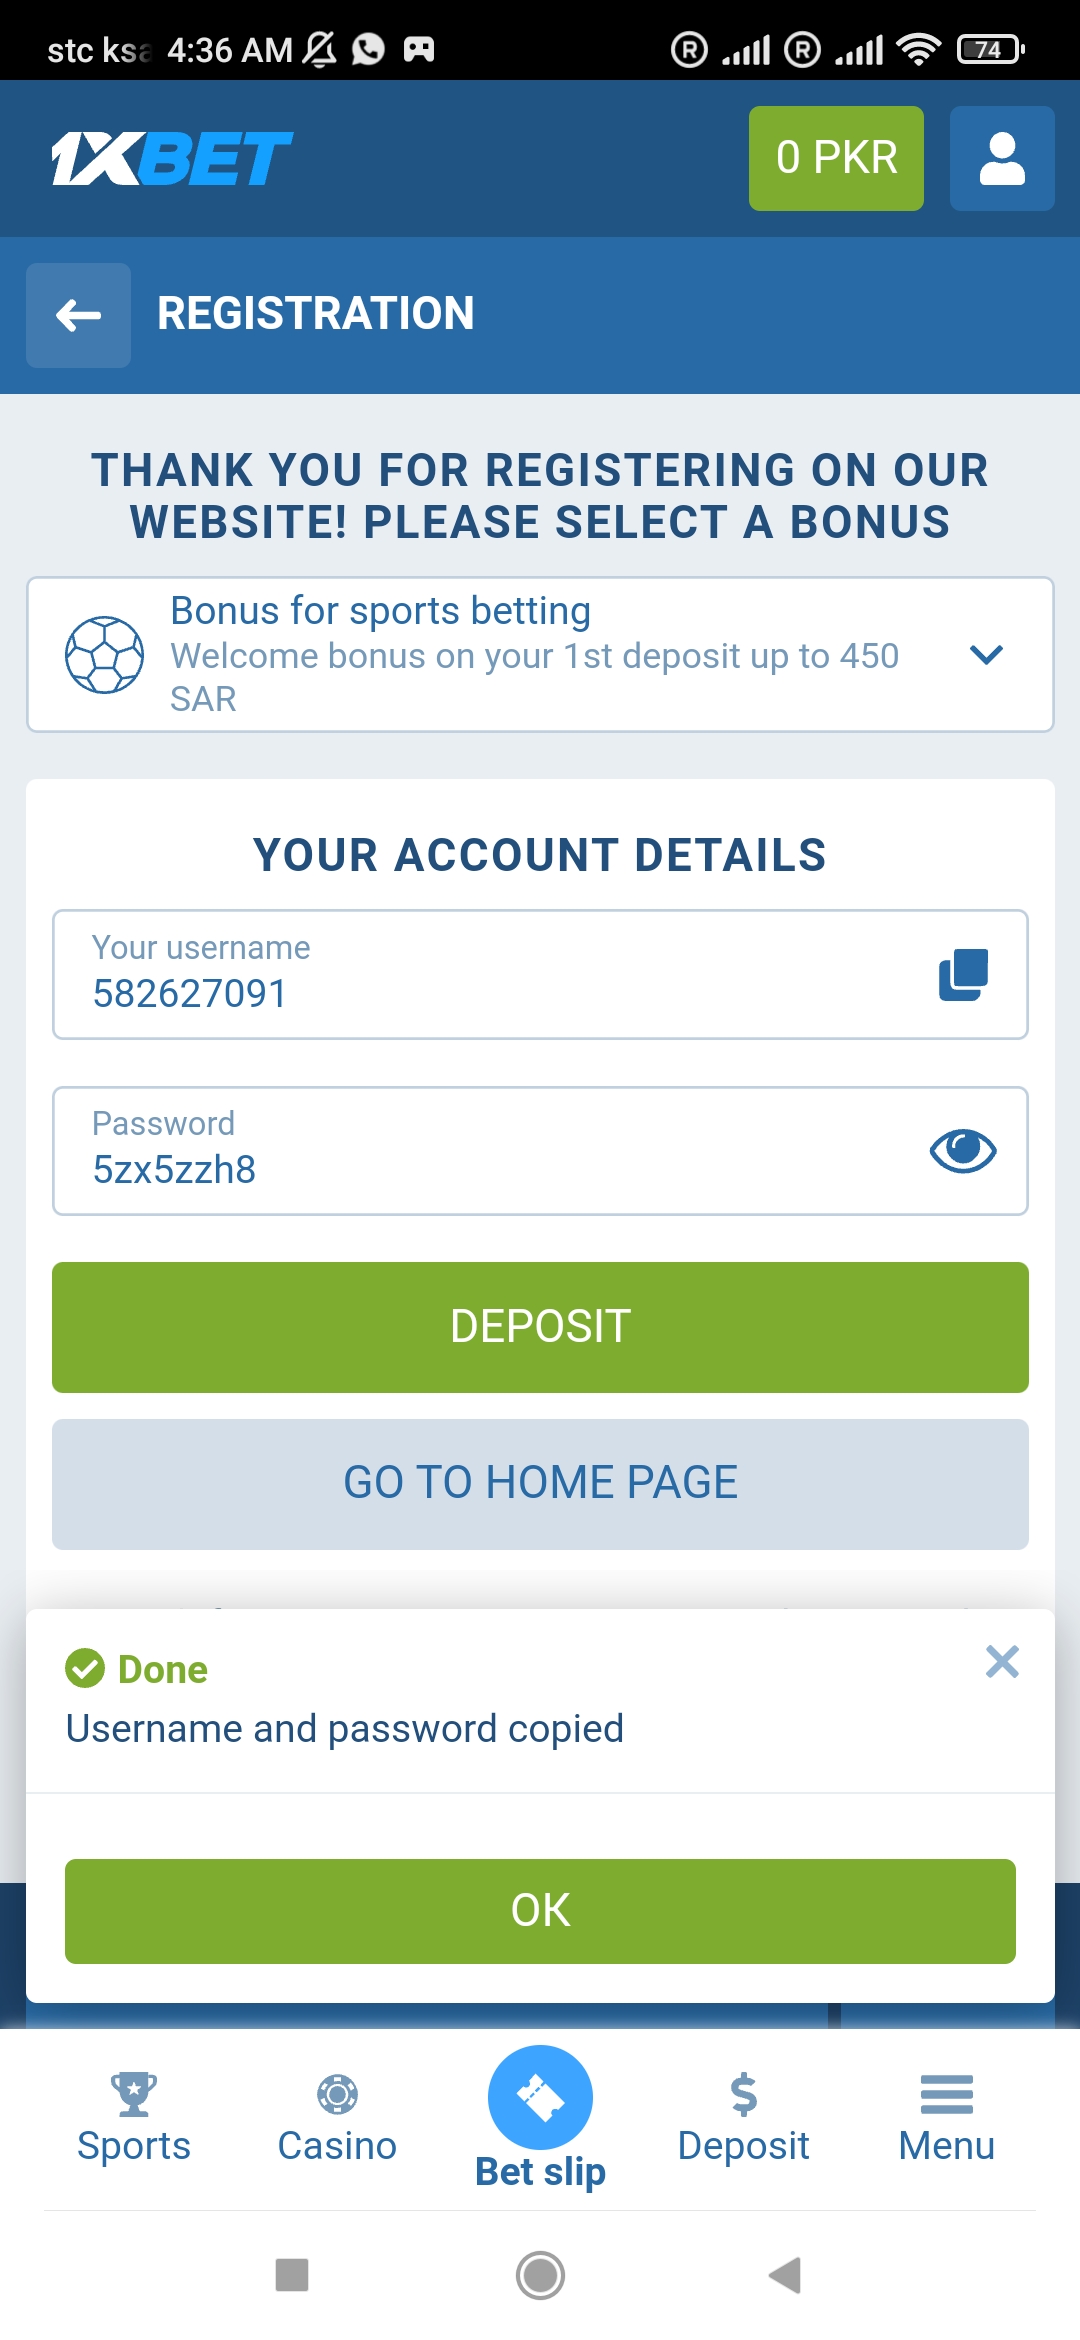 stc ksa 4:36 AM
R R 74
1XBET
0 PKR
REGISTRATION
THANK YOU FOR REGISTERING ON OUR
WEBSITE! PLEASE SELECT A BONUS
Bonus for sports betting
Welcome bonus on your 1st deposit up to 450
SAR
YOUR ACCOUNT DETAILS
Your username
582627091
Password
5zx5zzh8
DEPOSIT
GO TO HOME PAGE
Done
Username and password copied
OK
Sports
Casino
Bet slip
Deposit
Menu